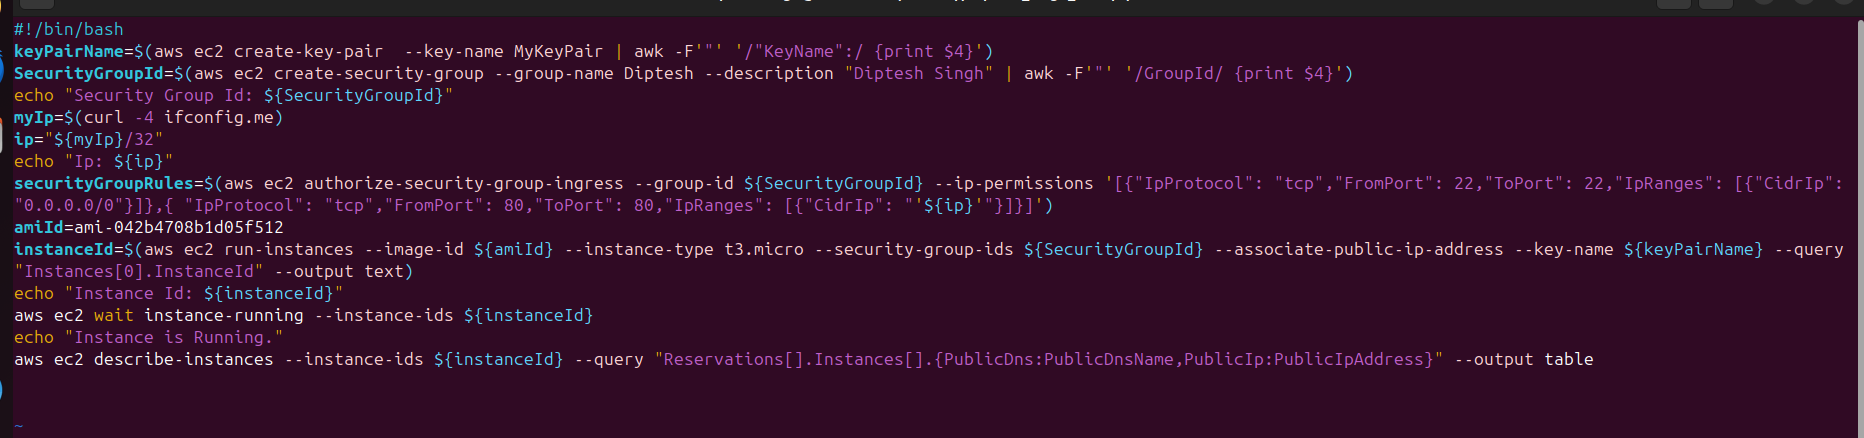 #!/bin/bash
keyPairName=$(aws ec2 create-key-pair  --key-name MyKeyPair | awk -F'"' '/"KeyName":/ {print $4}')
SecurityGroupId=$(aws ec2 create-security-group --group-name Diptesh --description "Diptesh Singh" | awk -F'"' '/GroupId/ {print $4}')
echo "Security Group Id: ${SecurityGroupId}"
myIp=$(curl -4 ifconfig.me)
ip="${myIp}/32"
echo "Ip: ${ip}"
securityGroupRules=$(aws ec2 authorize-security-group-ingress --group-id ${SecurityGroupId} --ip-permissions '[{"IpProtocol": "tcp","FromPort": 22,"ToPort": 22,"IpRanges": [{"CidrIp":
"0.0.0.0/0"}]},{ "IpProtocol": "tcp","FromPort": 80,"ToPort": 80,"IpRanges": [{"CidrIp": "'${ip}'"}]}]')
amiId=ami-042b4708b1d05f512
instanceId=$(aws ec2 run-instances --image-id ${amiId} --instance-type t3.micro --security-group-ids ${SecurityGroupId} --associate-public-ip-address --key-name ${keyPairName} --query
"Instances[0].InstanceId" --output text)
echo "Instance Id: ${instanceId}"
aws ec2 wait instance-running --instance-ids ${instanceId}
echo "Instance is Running."
aws ec2 describe-instances --instance-ids ${instanceId} --query "Reservations[].Instances[].{PublicDns:PublicDnsName,PublicIp:PublicIpAddress}" --output table
~